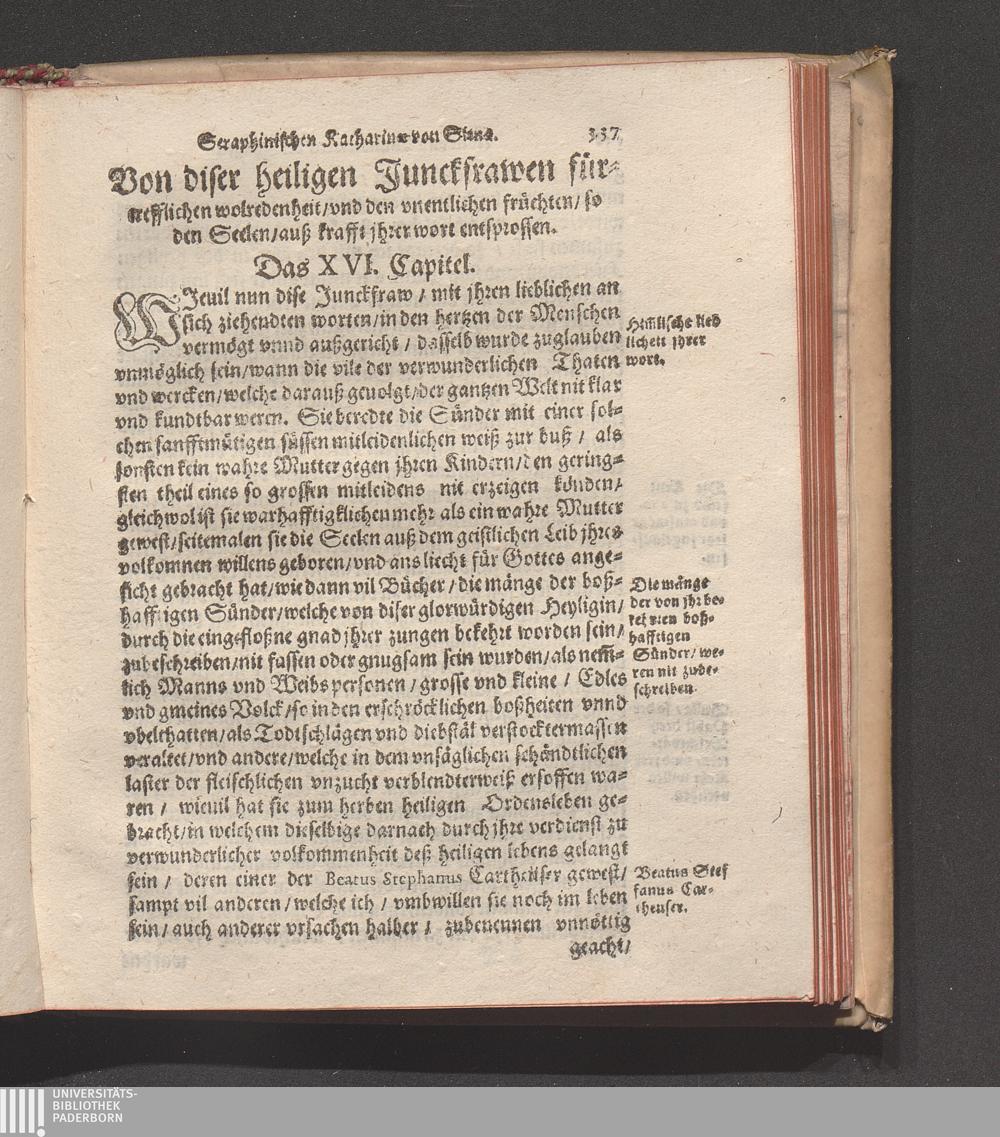 Seraphinischen Katharinæ von Siena. 337
Von diser heiligen Junckfrawen für-
nefflichen wolredenheit/vnd den vnentlichen früchten/so
den Seelen/auß krafft jhrer wort entsprossen.
Das XVI. Capitel.
WJeuil nun dise Junckfraw / mit jhren lieblichen an
sich ziehendten worten/in den hertzen der Menschen
vermögt vnnd außgericht / dasselb wurde zuglauben
vnmöglich sein/wann die vile der verwunderlichen Thaten
vnd wercken/welche darauß geuolgt/der gantzen Welt nit klar
vnd kundtbar weren. Sie beredte die Sünder mit einer sol-
chen sanfftmütigen süssen mitleidenlichen weiß zur buß / als
sonsten kein wahre Mutter gegen jhren Kindern/den gering-
sten theil eines so grossen mitleidens nit erzeigen könden/
gleichwol ist sie warhafftigklichen mehr als ein wahre Mutter
gewest/seitemalen sie die Seelen auß dem geistlichen Leib jhres
volkomnen willens geboren/vnd ans liecht für Gottes ange-
sicht gebracht hat/wie dann vil Bücher/die mänge der boß-
hafftigen Sünder/welche von diser glorwürdigen Heyligin/
durch die eingefloßne gnad jhrer zungen bekehrt worden sein/
zubeschreiben/nit fassen oder gnugsam sein wurden/als nem̄-
lich Manns vnd Weibs personen/grosse vnd kleine / Edles
vnd gmeines Volck/so in den erschröcklichen boßheiten vnnd
vbelthatten/als Todtschlägen vnd diebstäl verstocktermassen
veraltet/vnd andere/welche in dem vnsäglichen schändtlichen
laster der fleischlichen vnzucht verblendterweiß ersoffen wa-
ren / wieuil hat sie zum herben heiligen Ordensleben ge-
bracht/in welchem dieselbige darnach durch jhre verdienst zu
verwunderlicher volkommenheit deß heiligen lebens gelangt
sein / deren einer der Beatus Stephanus Cartheüser gewest/
sampt vil anderen/welche ich / vmbwillen sie noch im leben
sein/auch anderer vrsachen halber / zubenennen vnnöttig
geacht/
Him̄lische lieb
lichen jhrer
wort.
Die mänge
der von jhr be-
kehrten boß-
hafftigen
Sünder/we-
ren nit zube-
schreiben.
Beatus Stef
fanus Car-
theuser.
UNIVERSITÄTS-
BIBLIOTHEK
PADERBORN